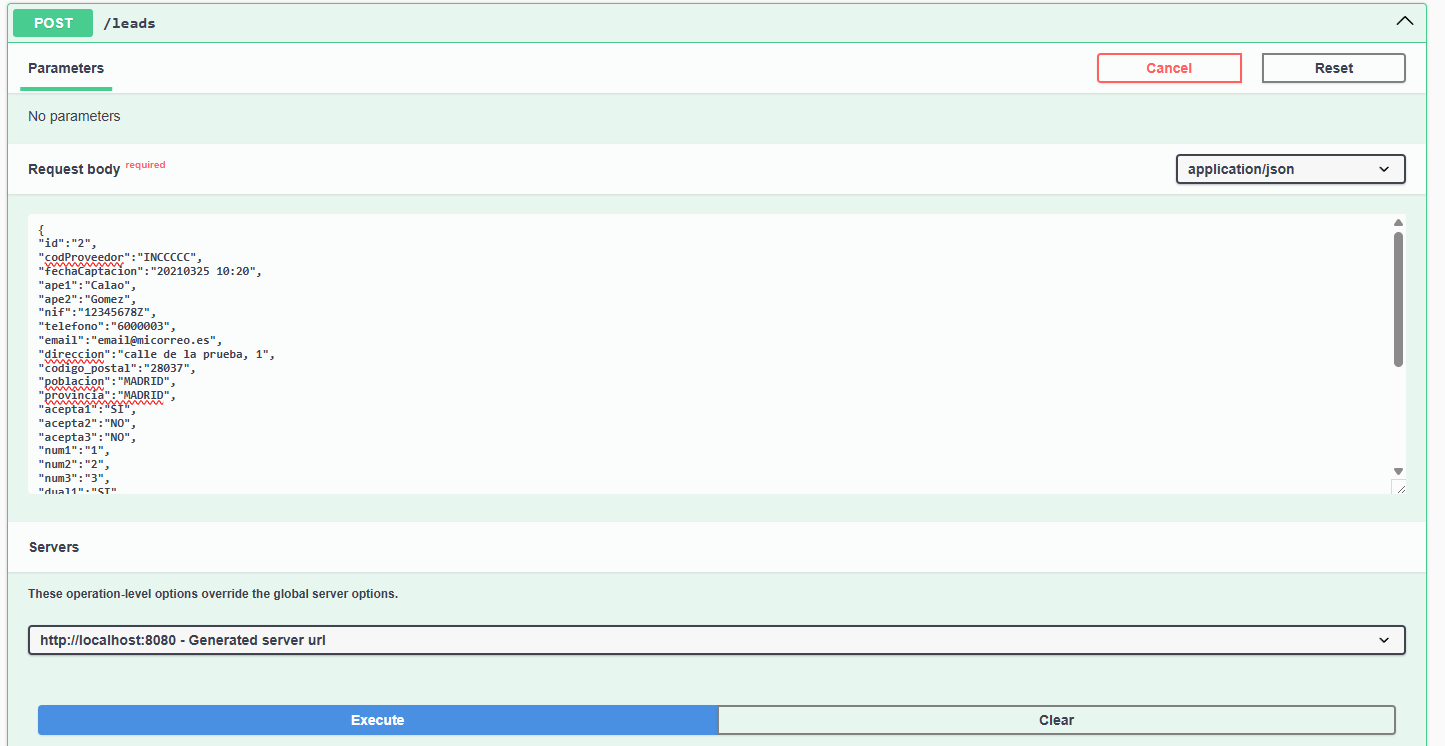 POST /leads
Parameters
Cancel
Reset
No parameters
Request body required
application/json
{
"id":"2",
"codProveedor":"INCCCCC",
"fechaCaptacion":"20210325 10:20",
"ape1":"Calao",
"ape2":"Gomez",
"nif":"12345678Z",
"telefono":"6000003",
"email":"email@micorreo.es",
"direccion":"calle de la prueba, 1",
"codigo_postal":"28037",
"poblacion":"MADRID",
"provincia":"MADRID",
"acepta1":"SI",
"acepta2":"NO",
"acepta3":"NO",
"num1":"1",
"num2":"2",
"num3":"3",
"dual1":"SI"
Servers
These operation-level options override the global server options.
http://localhost:8080 - Generated server url
Execute
Clear